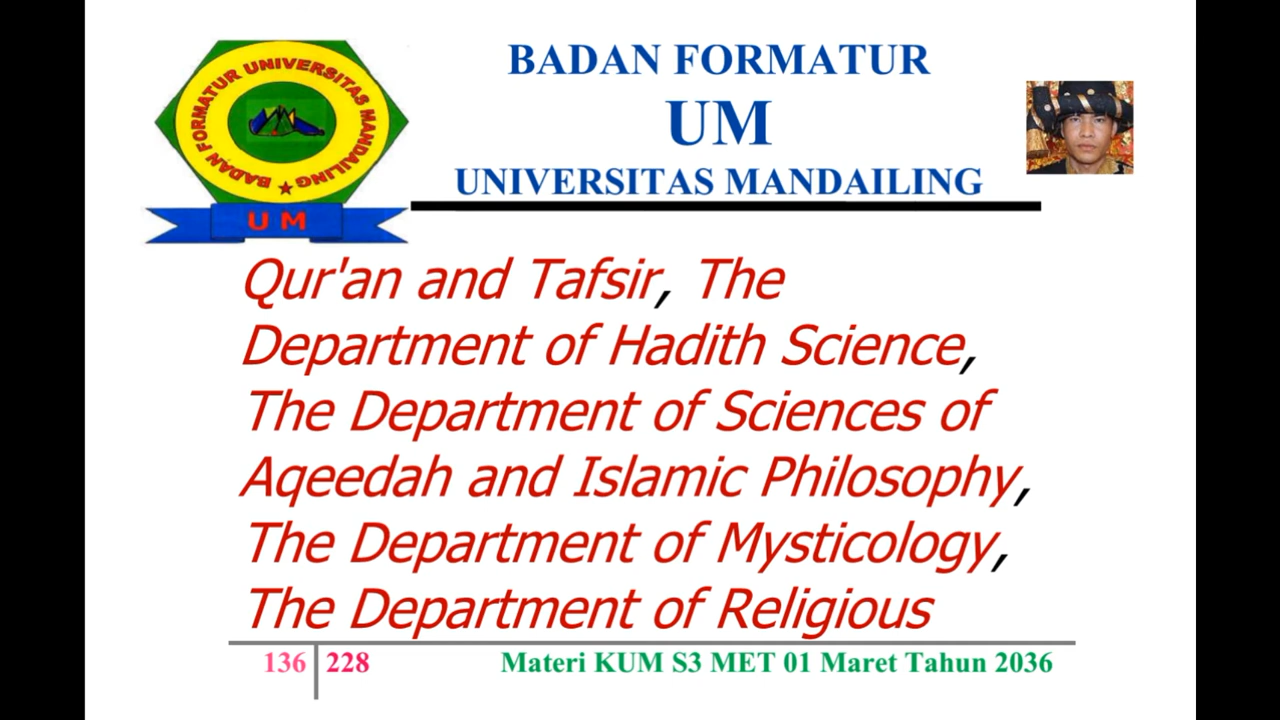 BADAN FORMATUR UNIVERSITAS MANDAILING
UM
BADAN FORMATUR
UM
UNIVERSITAS MANDAILING
Qur'an and Tafsir, The
Department of Hadith Science,
The Department of Sciences of
Aqeedah and Islamic Philosophy,
The Department of Mysticology,
The Department of Religious
136 228 Materi KUM S3 MET 01 Maret Tahun 2036